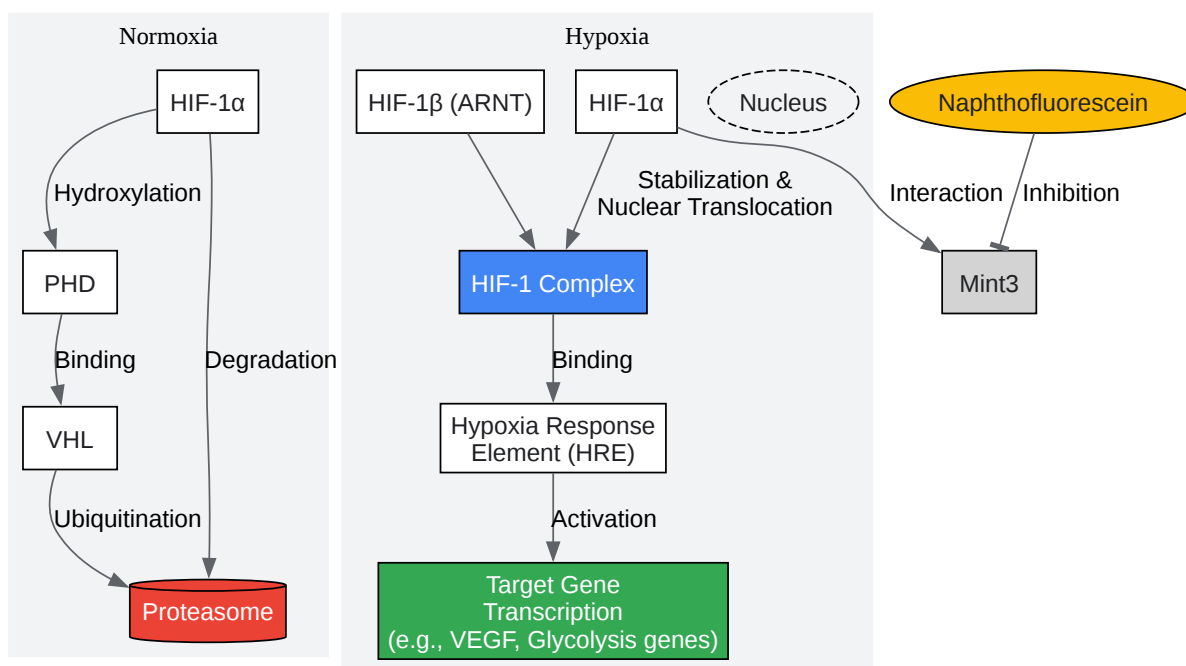 Normoxia
HIF-1α
Hydroxylation
PHD
Binding
Degradation
VHL
Ubiquitination
Proteasome
Hypoxia
HIF-1β (ARNT)
HIF-1α
Nucleus
Stabilization &
Nuclear Translocation
HIF-1 Complex
Binding
Hypoxia Response
Element (HRE)
Activation
Target Gene
Transcription
(e.g., VEGF, Glycolysis genes)
Naphthofluorescein
Interaction
Inhibition
Mint3